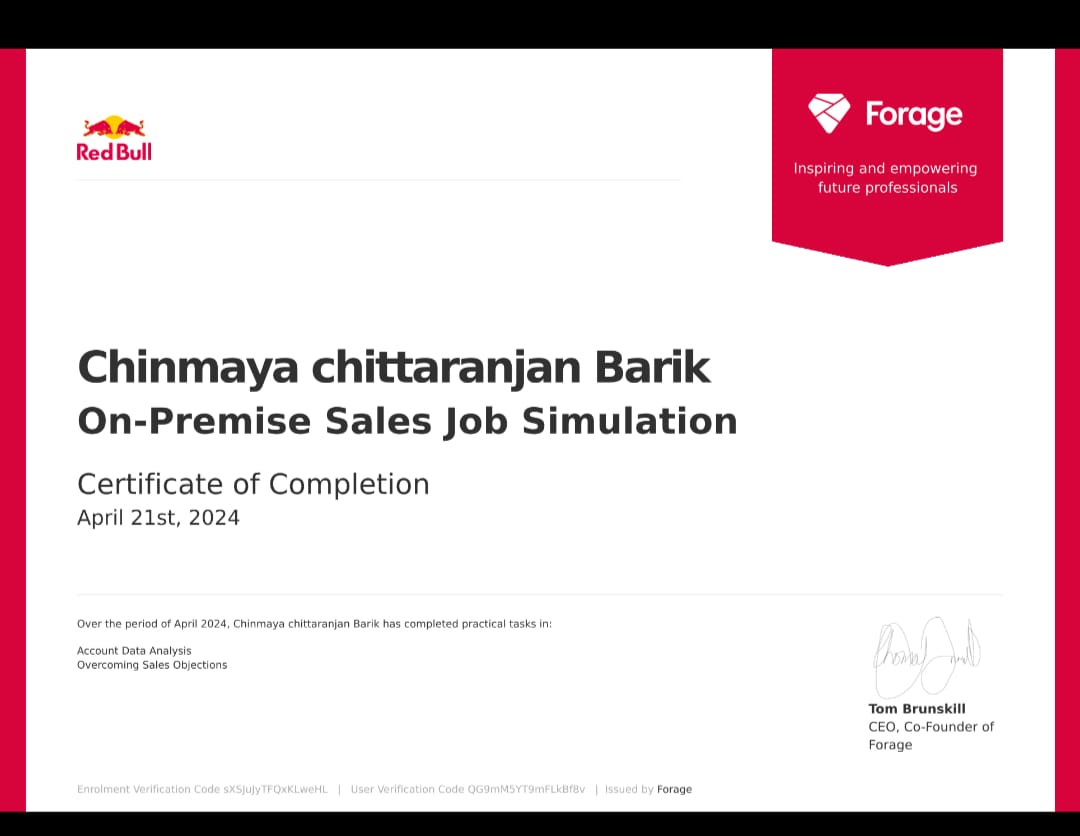 Red Bull
Forage
Inspiring and empowering
future professionals
Chinmaya chittaranjan Barik
On-Premise Sales Job Simulation
Certificate of Completion
April 21st, 2024
Over the period of April 2024, Chinmaya chittaranjan Barik has completed practical tasks in:
Account Data Analysis
Overcoming Sales Objections
Tom Brunskill
CEO, Co-Founder of
Forage
Enrolment Verification Code sXSJuJyTFQxKLweHL | User Verification Code QG9mM5YT9mFLkBf8v | Issued by Forage